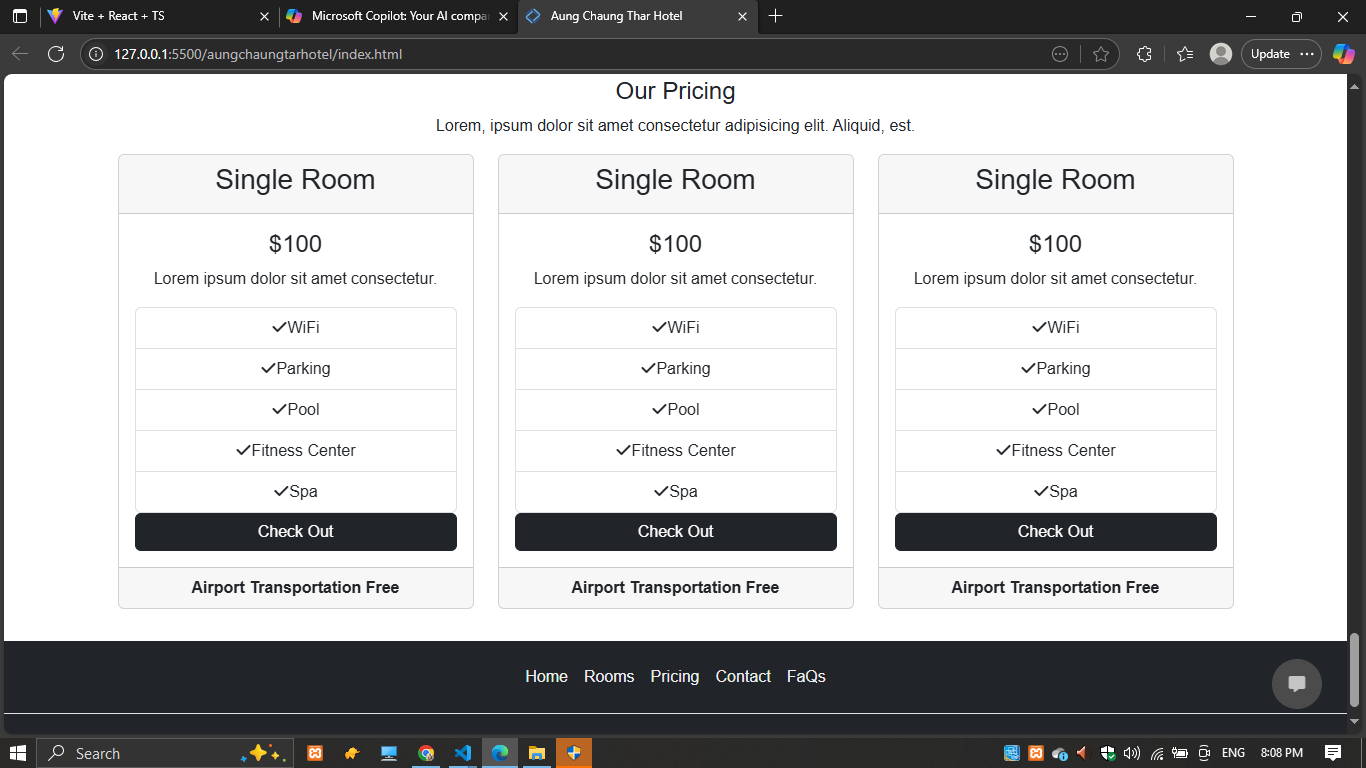 Vite + React + TS
Microsoft Copilot: Your AI compa
Aung Chaung Thar Hotel
127.0.0.1:5500/aungchaungtarhotel/index.html
Update
Our Pricing
Lorem, ipsum dolor sit amet consectetur adipisicing elit. Aliquid, est.
Single Room
$100
Lorem ipsum dolor sit amet consectetur.
WiFi
Parking
Pool
Fitness Center
Spa
Check Out
Airport Transportation Free
Single Room
$100
Lorem ipsum dolor sit amet consectetur.
WiFi
Parking
Pool
Fitness Center
Spa
Check Out
Airport Transportation Free
Single Room
$100
Lorem ipsum dolor sit amet consectetur.
WiFi
Parking
Pool
Fitness Center
Spa
Check Out
Airport Transportation Free
Home Rooms Pricing Contact FaQs
Search
ENG
8:08 PM